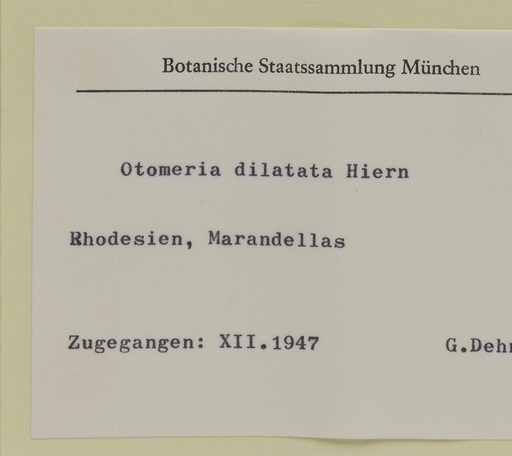 Botanische Staatssammlung München
Otomeria dilatata Hiern
Rhodesien, Marandellas
Zugegangen: XII.1947